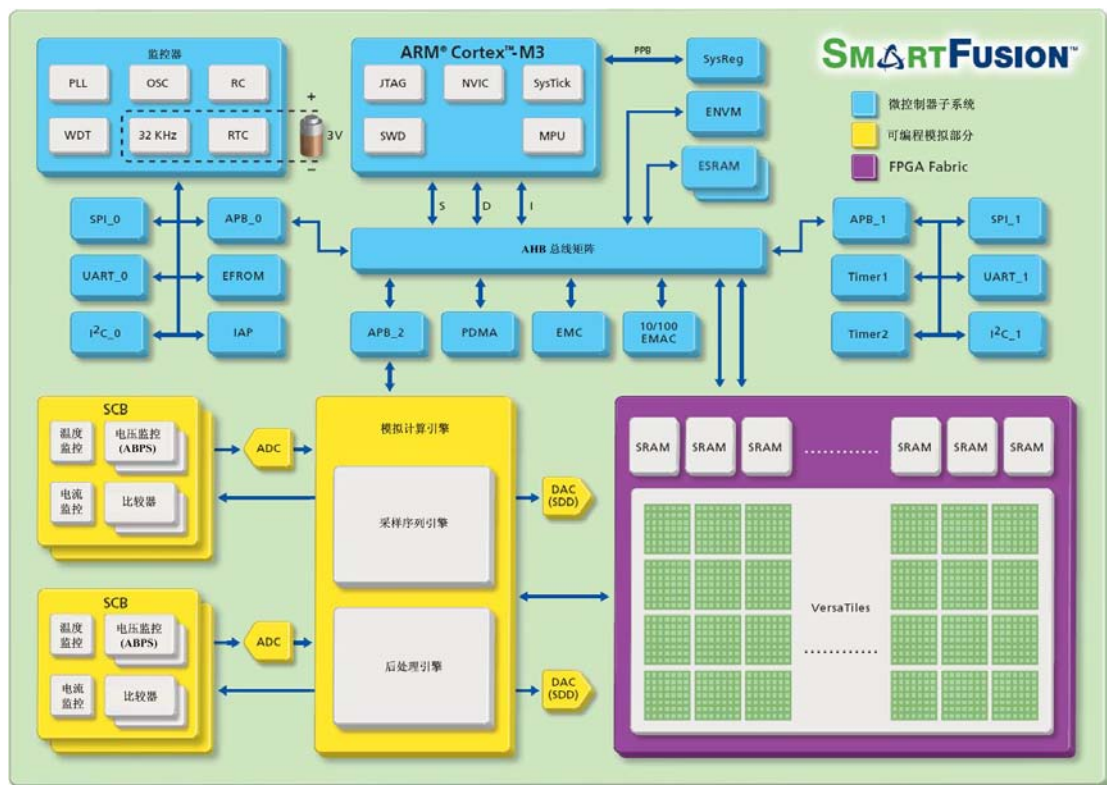 监控器
PLL
OSC
RC
WDT
32 KHz
RTC
+
3V
−
ARM® Cortex™-M3
JTAG
NVIC
SysTick
SWD
MPU
PPB
SysReg
ENVM
ESRAM
SMARTFUSION™
微控制器子系统
可编程模拟部分
FPGA Fabric
S
D
I
SPI_0
APB_0
UART_0
EFROM
I²C_0
IAP
AHB 总线矩阵
APB_1
SPI_1
Timer1
UART_1
Timer2
I²C_1
APB_2
PDMA
EMC
10/100
EMAC
SCB
温度
监控
电压监控
(ABPS)
电流
监控
比较器
ADC
SCB
温度
监控
电压监控
(ABPS)
电流
监控
比较器
ADC
模拟计算引擎
采样序列引擎
后处理引擎
DAC
(SDD)
DAC
(SDD)
SRAM
SRAM
SRAM
............
SRAM
SRAM
SRAM
............
VersaTiles
............